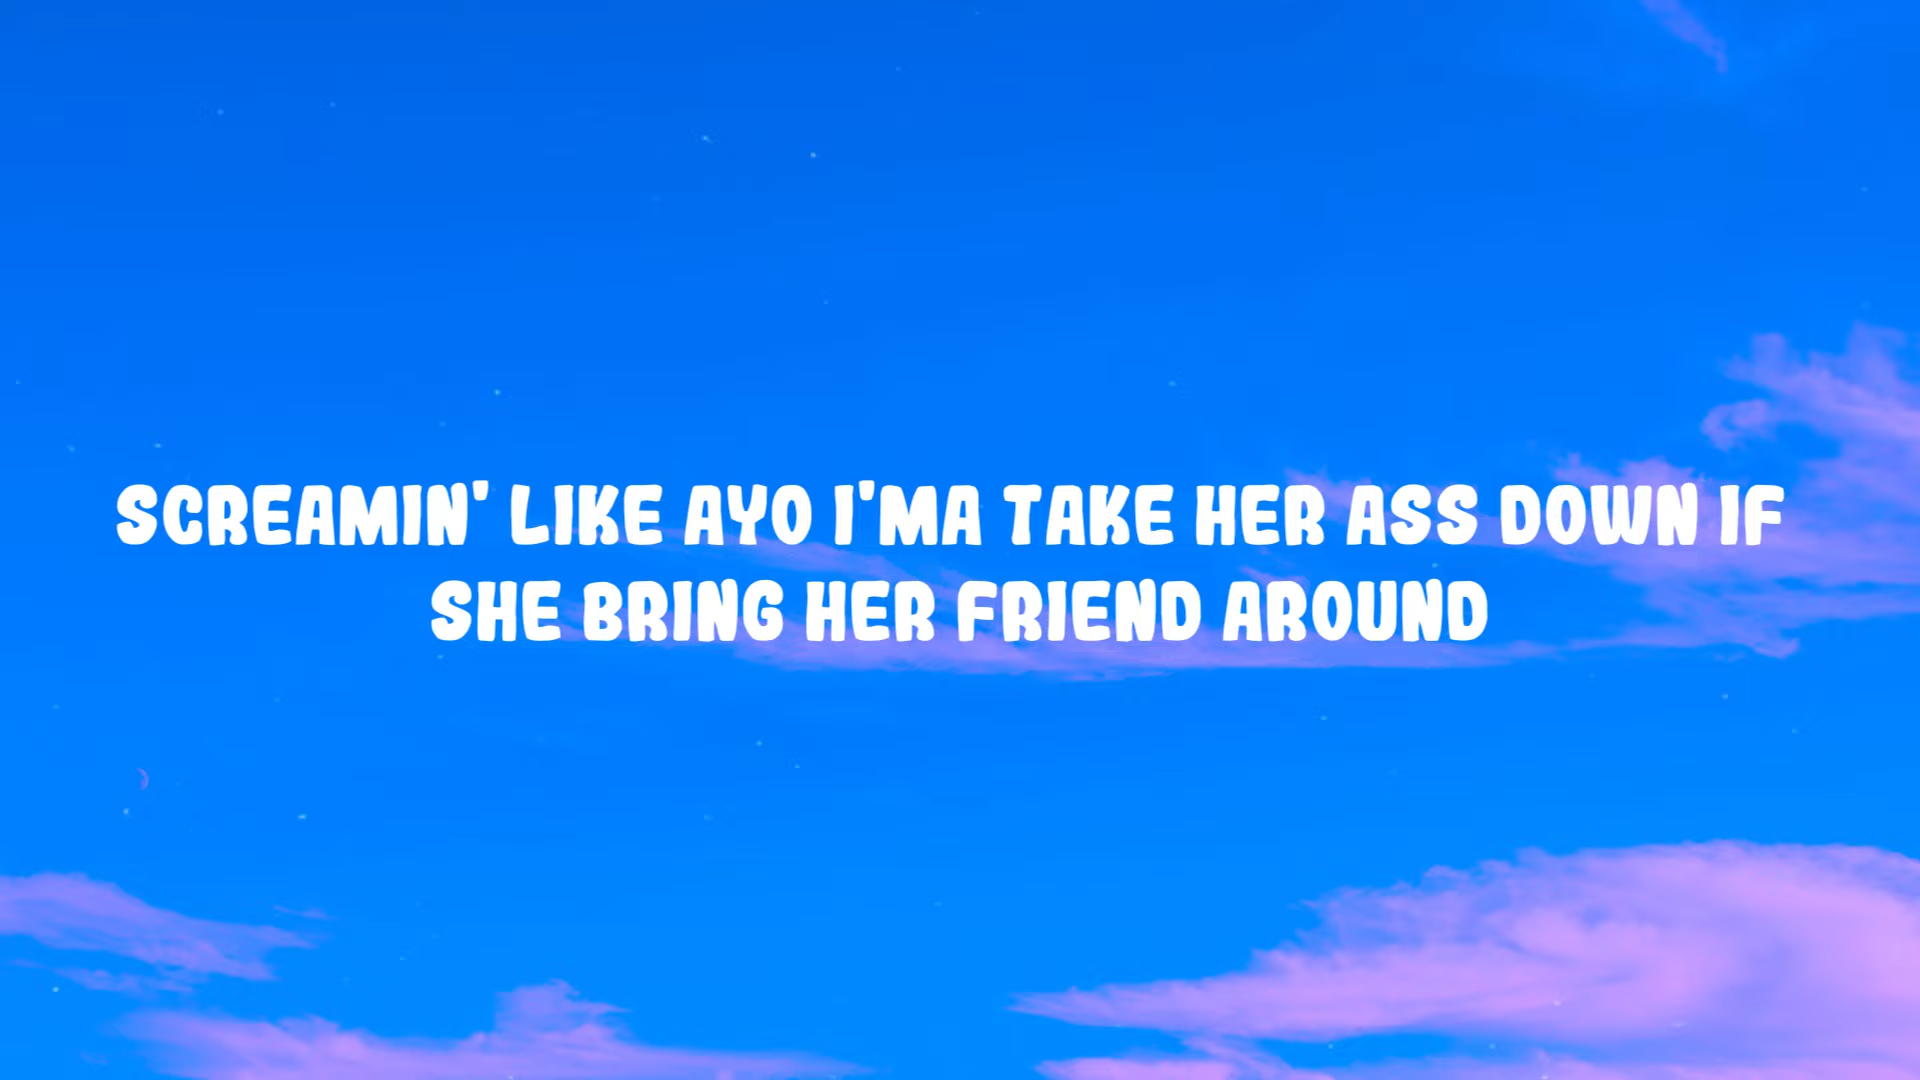 SCREAMIN' LIKE AYO I'MA TAKE HER ASS DOWN IF
SHE BRING HER FRIEND AROUND